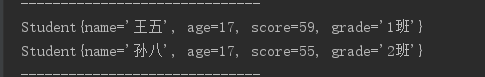 ------------------------------
Student{name='王五', age=17, score=59, grade='1班'}
Student{name='孙八', age=17, score=55, grade='2班'}
------------------------------